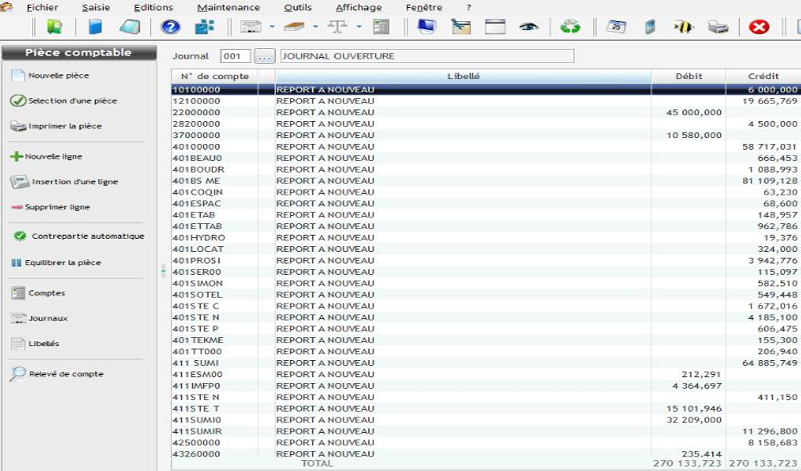 Fichier Saisie Editions Maintenance Outils Affichage Fenêtre ?
Pièce comptable
Nouvelle pièce
Selection d'une pièce
Imprimer la pièce
Nouvelle ligne
Insertion d'une ligne
Supprimer ligne
Contrepartie automatique
Equilibrer la pièce
Comptes
Journaux
Libellés
Relevé de compte
Journal 001 ... JOURNAL OUVERTURE
N° de compte Libellé Débit Crédit
10100000 REPORT A NOUVEAU 6 000,000
12100000 REPORT A NOUVEAU 19 665,769
22000000 REPORT A NOUVEAU 45 000,000
28200000 REPORT A NOUVEAU 4 500,000
37000000 REPORT A NOUVEAU 10 580,000
40100000 REPORT A NOUVEAU 58 717,031
401BEAU0 REPORT A NOUVEAU 666,453
401BOUDR REPORT A NOUVEAU 1 088,993
401BS ME REPORT A NOUVEAU 81 109,128
401COQIN REPORT A NOUVEAU 63,230
401ESPAC REPORT A NOUVEAU 68,600
401ETAB REPORT A NOUVEAU 148,957
401ETTAB REPORT A NOUVEAU 962,786
401HYDRO REPORT A NOUVEAU 19,376
401LOCAT REPORT A NOUVEAU 324,000
401PROSI REPORT A NOUVEAU 3 942,776
401SER00 REPORT A NOUVEAU 115,097
401SIMON REPORT A NOUVEAU 582,510
401SOTEL REPORT A NOUVEAU 549,448
401STE C REPORT A NOUVEAU 1 672,016
401STE N REPORT A NOUVEAU 4 185,100
401STE P REPORT A NOUVEAU 606,475
401TEKME REPORT A NOUVEAU 155,300
401TT000 REPORT A NOUVEAU 206,940
411 SUMI REPORT A NOUVEAU 64 885,749
411ESM00 REPORT A NOUVEAU 212,291
411IMFP0 REPORT A NOUVEAU 4 364,697
411STE N REPORT A NOUVEAU 411,150
411STE T REPORT A NOUVEAU 15 101,946
411SUMI0 REPORT A NOUVEAU 32 209,000
411SUMIR REPORT A NOUVEAU 11 296,800
42500000 REPORT A NOUVEAU 8 158,683
43260000 REPORT A NOUVEAU 235,414
TOTAL 270 133,723 270 133,723